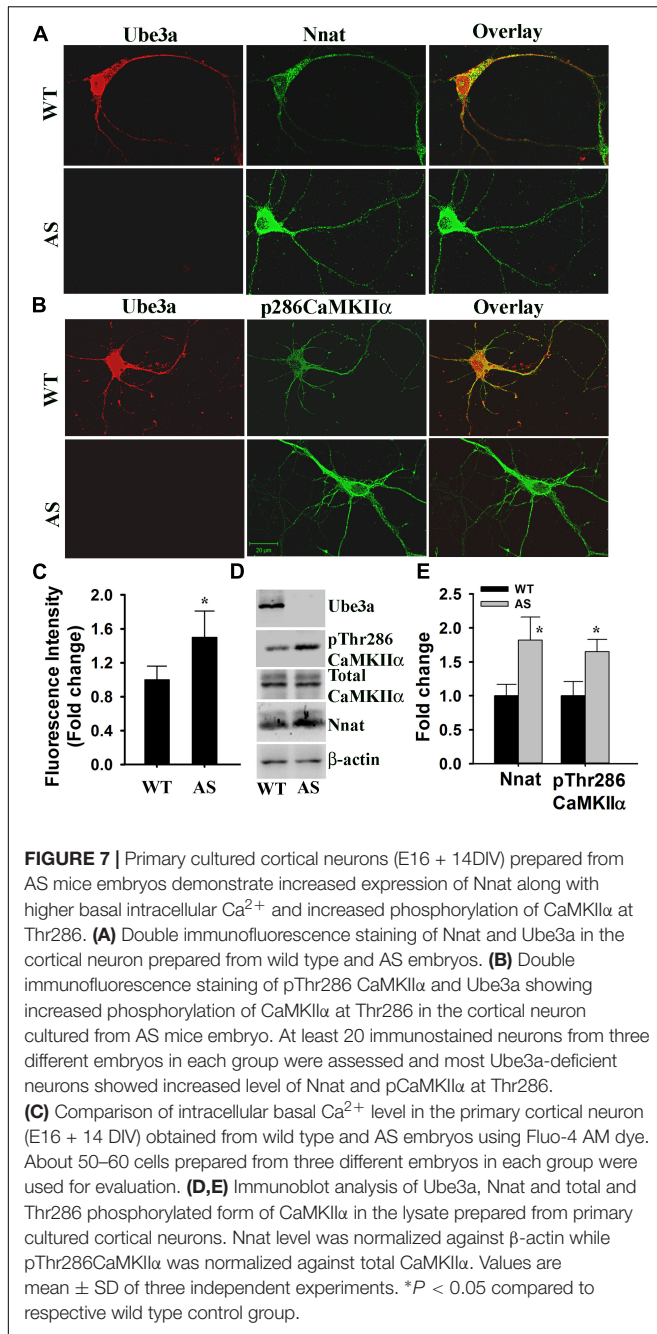 A
Ube3a Nnat Overlay
WT
AS
B
Ube3a p286CaMKIIα Overlay
WT
AS
20 µm
C
Fluorescence Intensity
(Fold change)
2.0
1.6
1.2
0.8
0.4
0.0
*
WT AS
D
Ube3a
pThr286
CaMKIIα
Total
CaMKIIα
Nnat
β-actin
WT AS
E
WT
AS
Fold change
2.5
2.0
1.5
1.0
0.5
0.0
* *
Nnat pThr286
CaMKIIα
FIGURE 7 | Primary cultured cortical neurons (E16 + 14DIV) prepared from
AS mice embryos demonstrate increased expression of Nnat along with
higher basal intracellular Ca2+ and increased phosphorylation of CaMKIIα at
Thr286. (A) Double immunofluorescence staining of Nnat and Ube3a in the
cortical neuron prepared from wild type and AS embryos. (B) Double
immunofluorescence staining of pThr286 CaMKIIα and Ube3a showing
increased phosphorylation of CaMKIIα at Thr286 in the cortical neuron
cultured from AS mice embryo. At least 20 immunostained neurons from three
different embryos in each group were assessed and most Ube3a-deficient
neurons showed increased level of Nnat and pCaMKIIα at Thr286.
(C) Comparison of intracellular basal Ca2+ level in the primary cortical neuron
(E16 + 14 DIV) obtained from wild type and AS embryos using Fluo-4 AM dye.
About 50–60 cells prepared from three different embryos in each group were
used for evaluation. (D,E) Immunoblot analysis of Ube3a, Nnat and total and
Thr286 phosphorylated form of CaMKIIα in the lysate prepared from primary
cultured cortical neurons. Nnat level was normalized against β-actin while
pThr286CaMKIIα was normalized against total CaMKIIα. Values are
mean ± SD of three independent experiments. *P < 0.05 compared to
respective wild type control group.